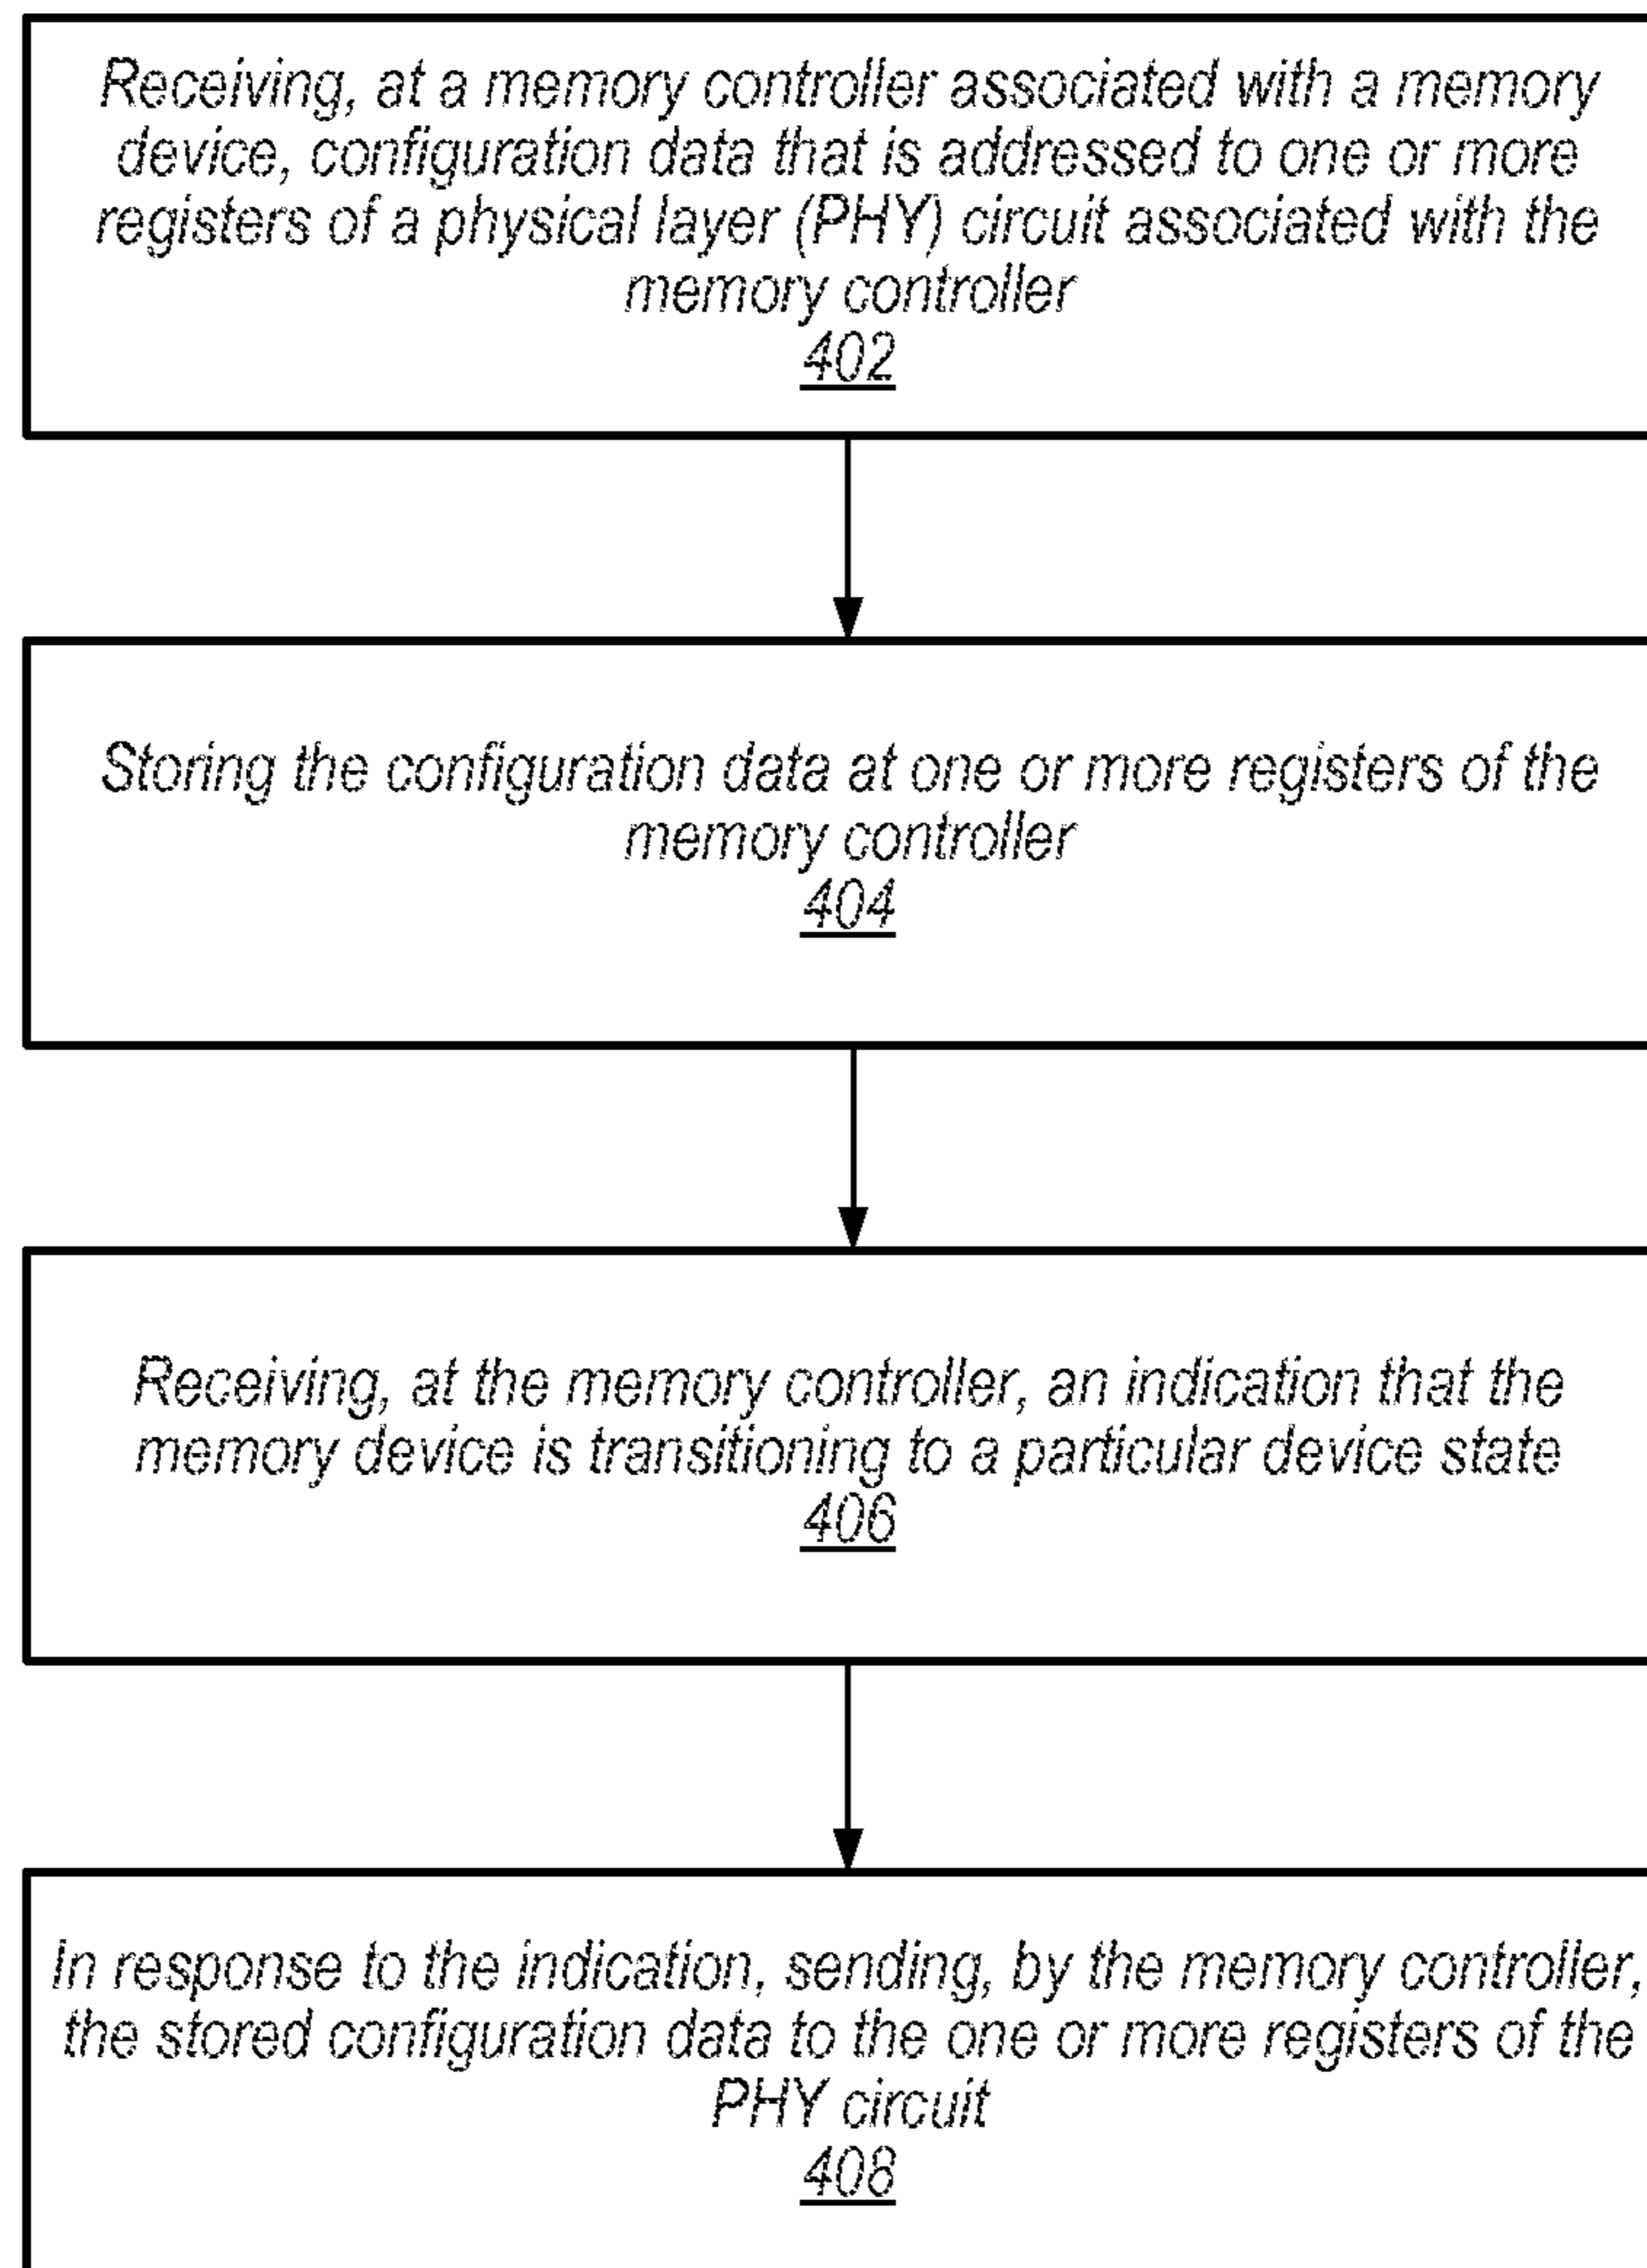 Receiving, at a memory controller associated with a memory
device, configuration data that is addressed to one or more
registers of a physical layer (PHY) circuit associated with the
memory controller
402
Storing the configuration data at one or more registers of the
memory controller
404
Receiving, at the memory controller, an indication that the
memory device is transitioning to a particular device state
406
In response to the indication, sending, by the memory controller,
the stored configuration data to the one or more registers of the
PHY circuit
408